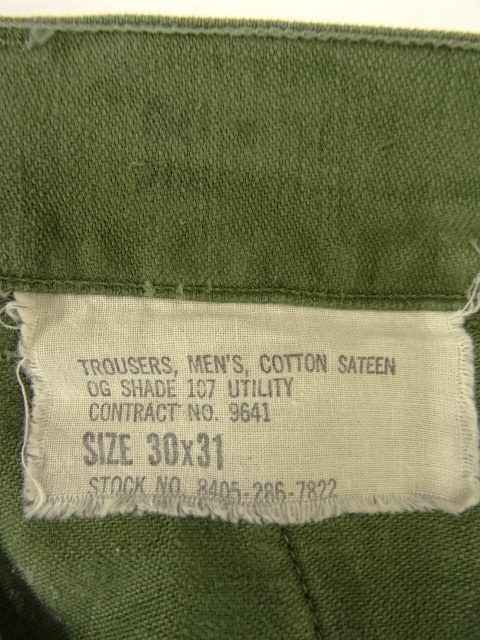 TROUSERS, MEN'S, COTTON SATEEN
OG SHADE 107 UTILITY
CONTRACT NO. 9641
SIZE 30x31
STOCK NO. 8405-286-7822